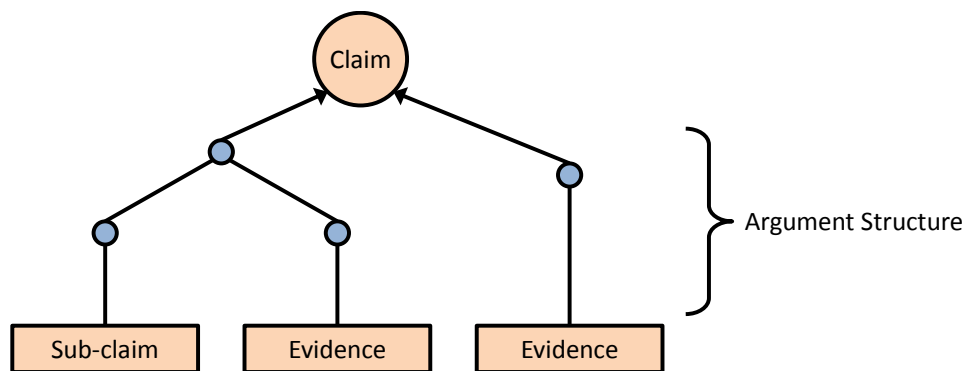 Claim
Argument Structure
Sub-claim
Evidence
Evidence